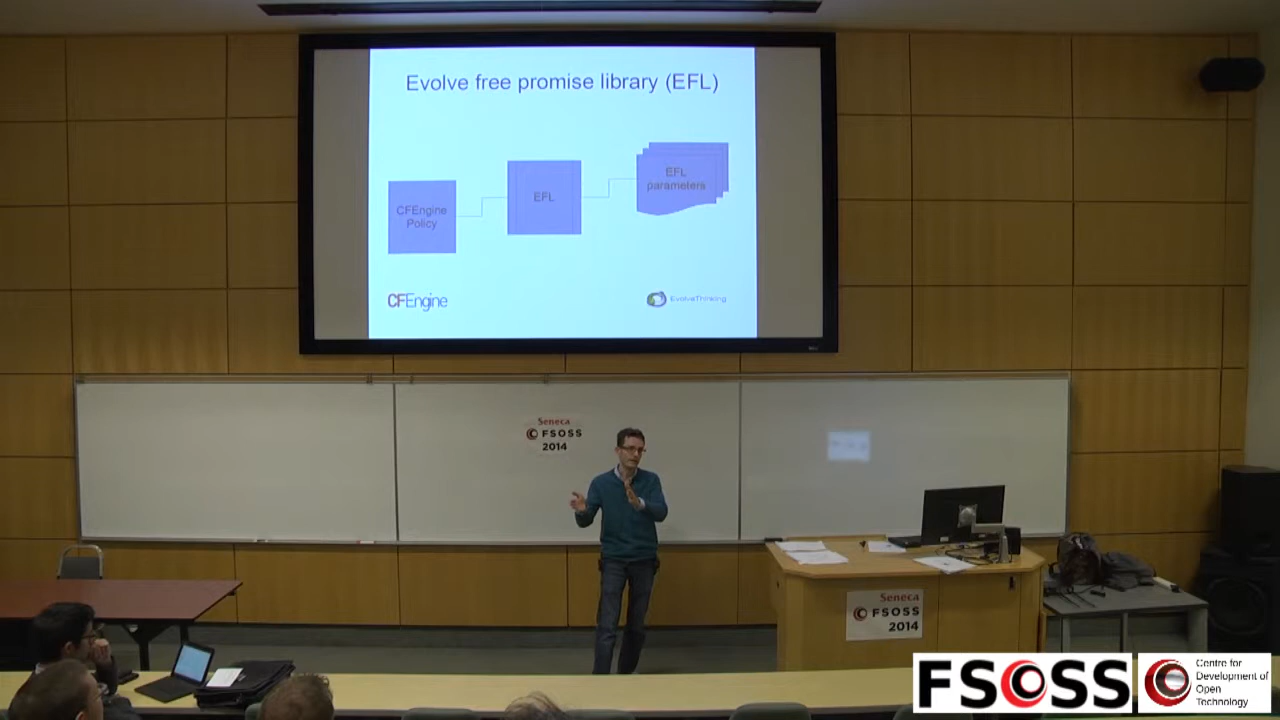 Evolve free promise library (EFL)
CFEngine
Policy
EFL
EFL
parameters
CFEngine
EvolveThinking
Seneca
FSOSS
2014
Seneca
FSOSS
2014
FSOSS
Centre for
Development of
Open
Technology